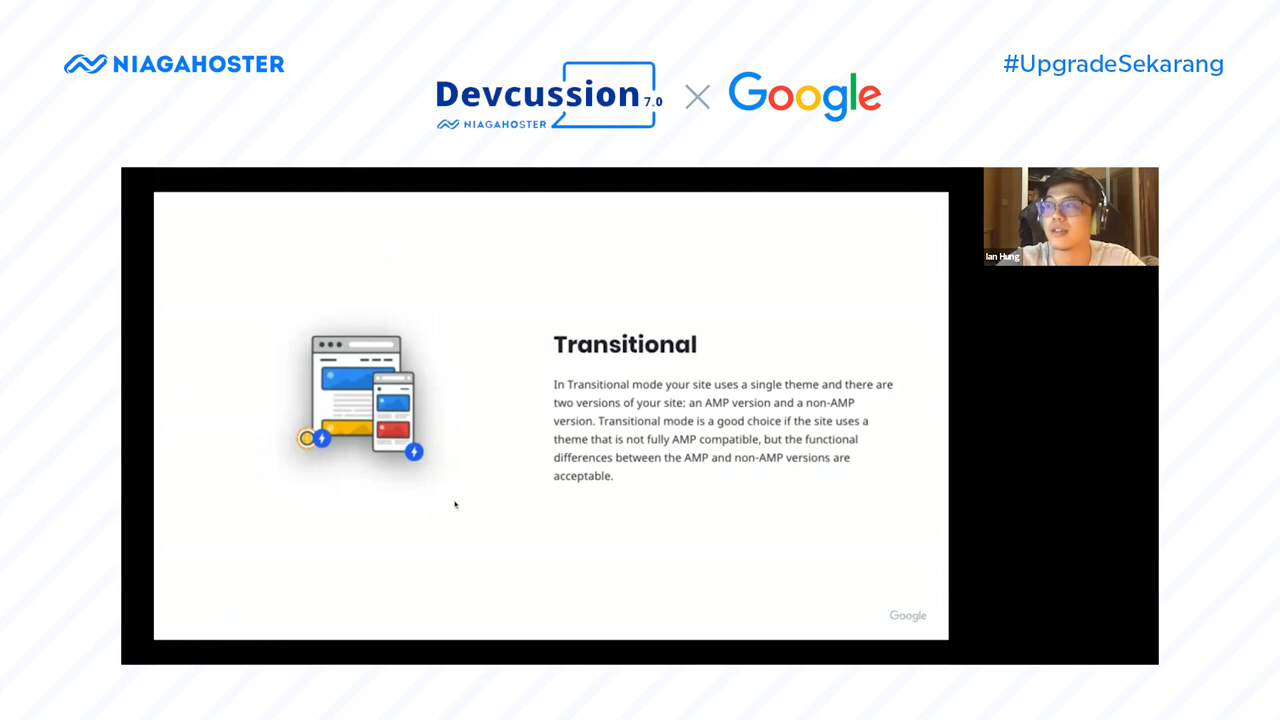 NIAGAHOSTER
#UpgradeSekarang
Devcussion 7.0
NIAGAHOSTER
Google
Ian Hung
Transitional
In Transitional mode your site uses a single theme and there are
two versions of your site: an AMP version and a non-AMP
version. Transitional mode is a good choice if the site uses a
theme that is not fully AMP compatible, but the functional
differences between the AMP and non-AMP versions are
acceptable.
Google